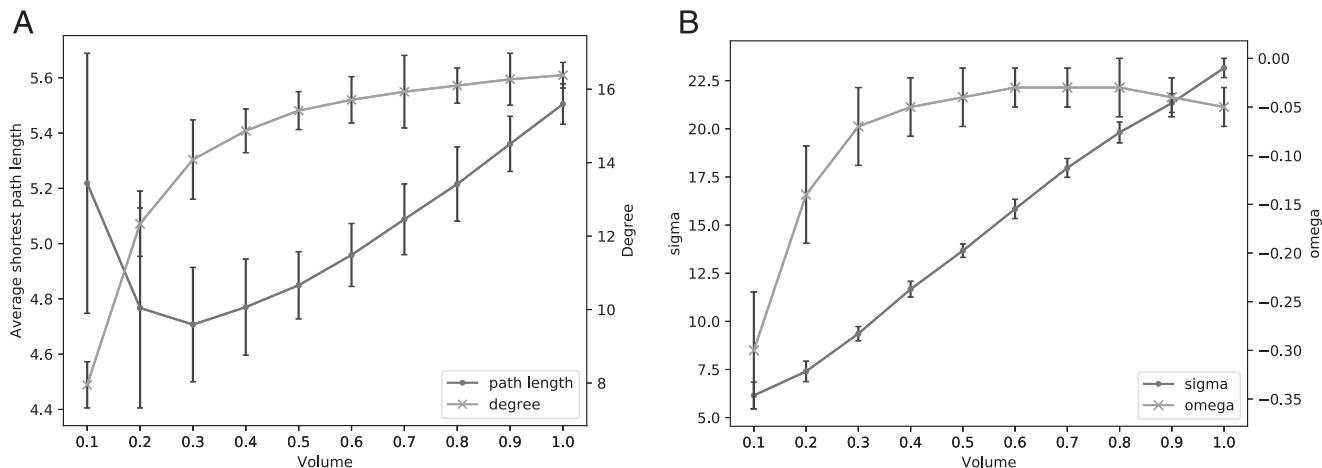 A
5.6
5.4
5.2
5.0
4.8
4.6
4.4
Average shortest path length
16
14
12
10
8
Degree
path length
degree
0.1 0.2 0.3 0.4 0.5 0.6 0.7 0.8 0.9 1.0
Volume
B
22.5
20.0
17.5
15.0
12.5
10.0
7.5
5.0
sigma
0.00
−0.05
−0.10
−0.15
−0.20
−0.25
−0.30
−0.35
omega
sigma
omega
0.1 0.2 0.3 0.4 0.5 0.6 0.7 0.8 0.9 1.0
Volume